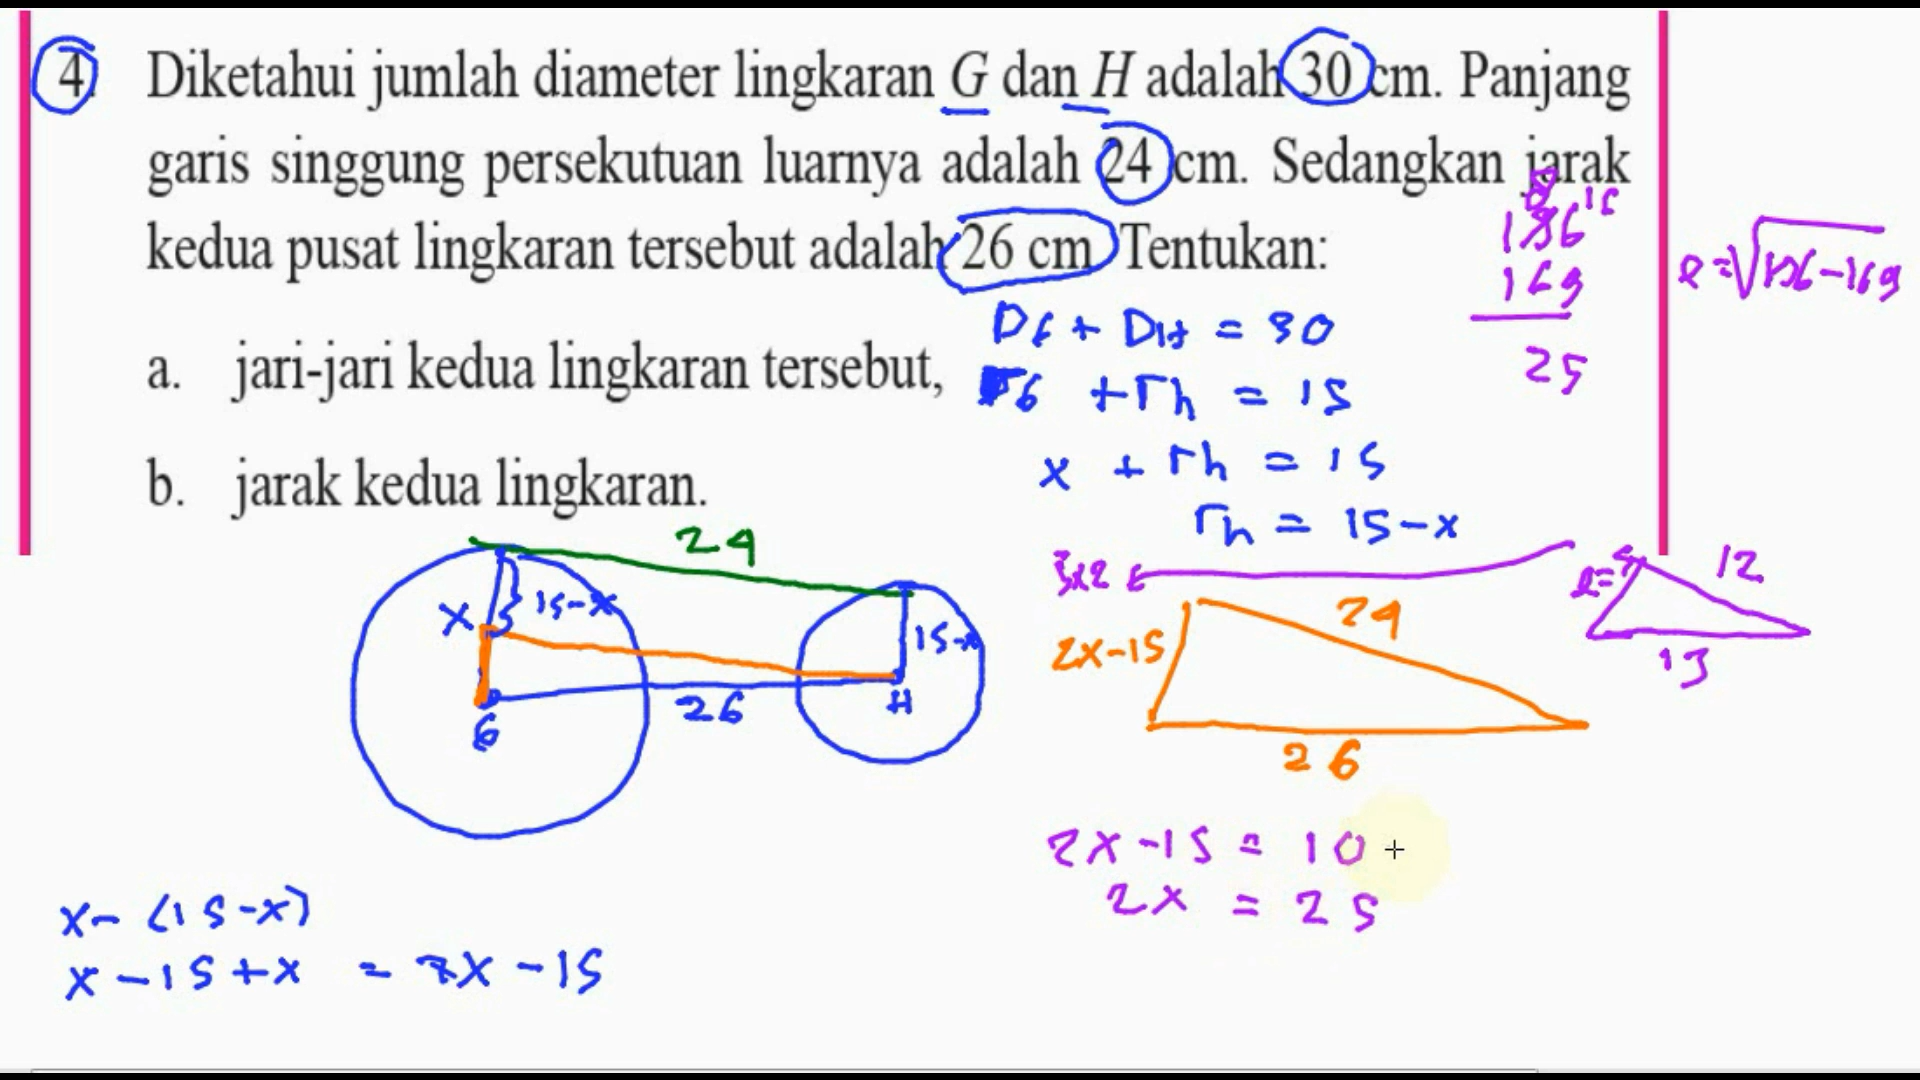 4. Diketahui jumlah diameter lingkaran G dan H adalah 30 cm. Panjang
garis singgung persekutuan luarnya adalah 24 cm. Sedangkan jarak
kedua pusat lingkaran tersebut adalah 26 cm. Tentukan:
a. jari-jari kedua lingkaran tersebut,
b. jarak kedua lingkaran.
DG + DH = 30
rG + rh = 15
x + rh = 15
rh = 15-x
169
25
24
x
15-x
15-x
26
G
H
12
13
2x-15
24
26
2x-15 = 10
2x = 25
x- (15-x)
x-15+x = 2x-15